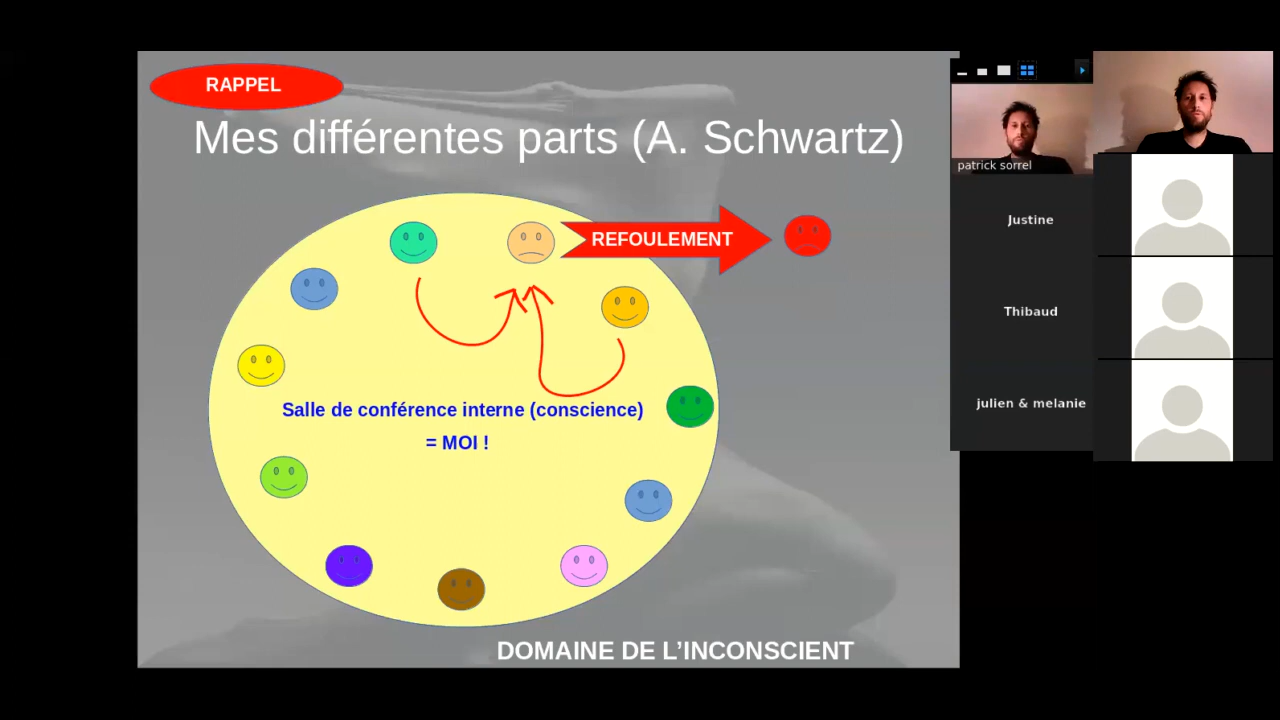 RAPPEL
Mes différentes parts (A. Schwartz)
REFOULEMENT
Salle de conférence interne (conscience)
= MOI !
DOMAINE DE L’INCONSCIENT
patrick sorrel
Justine
Thibaud
julien & melanie